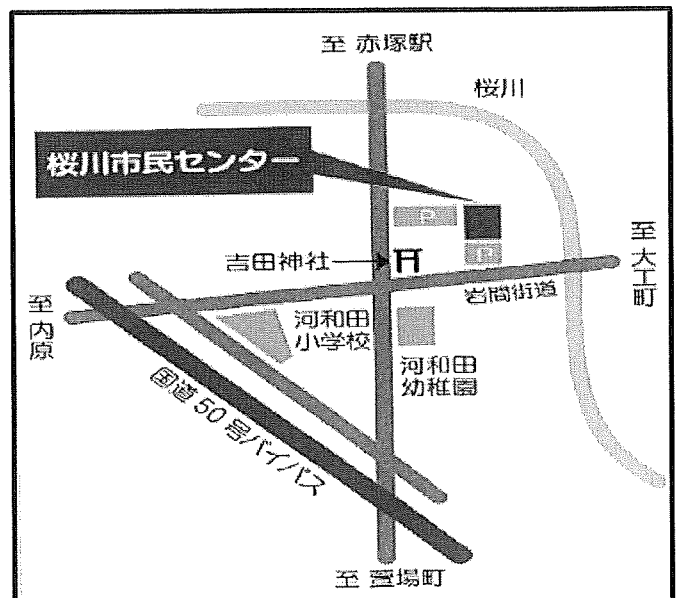 至 赤塚駅
桜川
桜川市民センター
P
吉田神社
P
至 大工町
岩間街道
至 内原
河和田
小学校
河和田
幼稚園
国道50号バイパス
至 萱場町